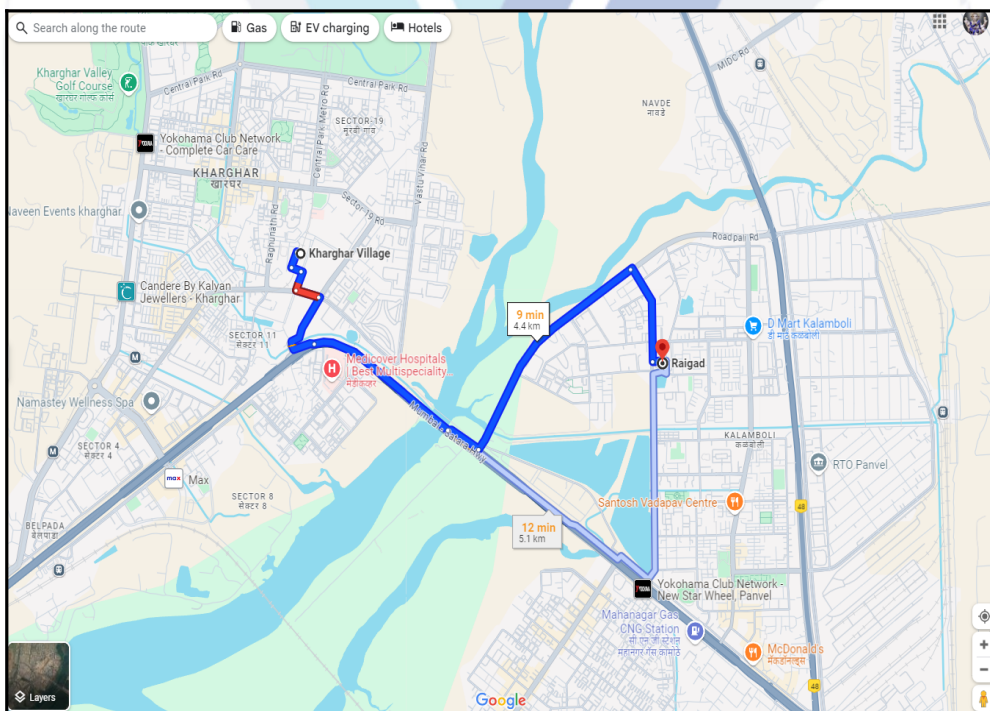 Search along the route
Gas
EV charging
Hotels
Kharghar Valley
Golf Course
खारघर गोल्फ कोर्स
Central Park Rd
Central Park Rd
MIDC Rd
NAVDE
नावडे
SECTOR-19
मुरबी गाव
Central Park Metro Rd
Yokohama Club Network
- Complete Car Care
KHARGHAR
खारघर
Vastu Vihar Rd
Sector 19 Rd
Naveen Events kharghar
Raghunath Rd
Kharghar Village
Roadpali Rd
Candere By Kalyan
Jewellers - Kharghar
SECTOR 11
सेक्टर 11
9 min
4.4 km
D Mart Kalamboli
डी मार्ट कळंबोली
Medicover Hospitals
| Best Multispeciality
मेडीकव्हर
Raigad
Namastey Wellness Spa
Mumbai - Satara Hwy
SECTOR 4
सेक्टर 4
KALAMBOLI
कळंबोली
RTO Panvel
Max
max
SECTOR 8
सेक्टर 8
Santosh Vadapav Centre
48
BELPADA
बेलपाडा
12 min
5.1 km
Yokohama Club Network -
New Star Wheel, Panvel
Mahanagar Gas
CNG Station
सी एन जी स्टेशन
महानगर गॅस कामोठे
McDonald's
मॅकडॉनल्ड्स
48
Layers
Google